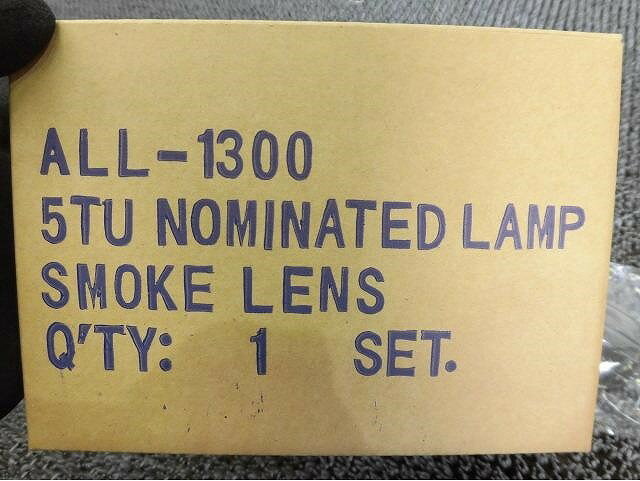 ALL-1300
5TU NOMINATED LAMP
SMOKE LENS
Q'TY: 1 SET.